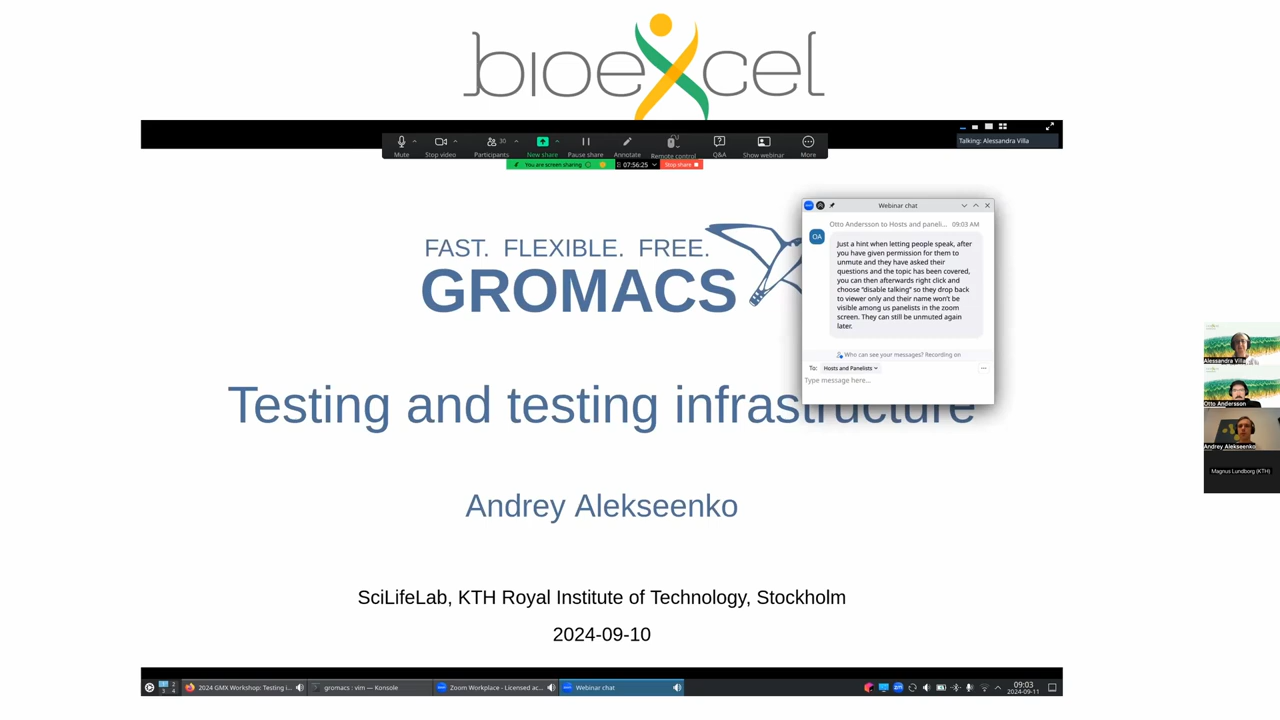 bioexcel
Talking: Alessandra Villa
Mute
Stop video
Participants 30
New share
Pause share
Annotate
Remote control
Q&A
Show webinar
More
You are screen sharing
07:56:25
Stop share
FAST. FLEXIBLE. FREE.
GROMACS
Webinar chat
Otto Andersson to Hosts and paneli... 09:03 AM
OA
Just a hint when letting people speak, after
you have given permission for them to
unmute and they have asked their
questions and the topic has been covered,
you can then afterwards right click and
choose "disable talking" so they drop back
to viewer only and their name won't be
visible among us panelists in the zoom
screen. They can still be unmuted again
later.
Who can see your messages? Recording on
To: Hosts and Panelists
Type message here...
Testing and testing infrastructure
Andrey Alekseenko
SciLifeLab, KTH Royal Institute of Technology, Stockholm
2024-09-10
Alessandra Villa
Otto Andersson
Andrey Alekseenko
Magnus Lundborg (KTH)
1 2
3 4
2024 GMX Workshop: Testing i...
gromacs : vim — Konsole
Zoom Workplace - Licensed ac...
Webinar chat
09:03
2024-09-11